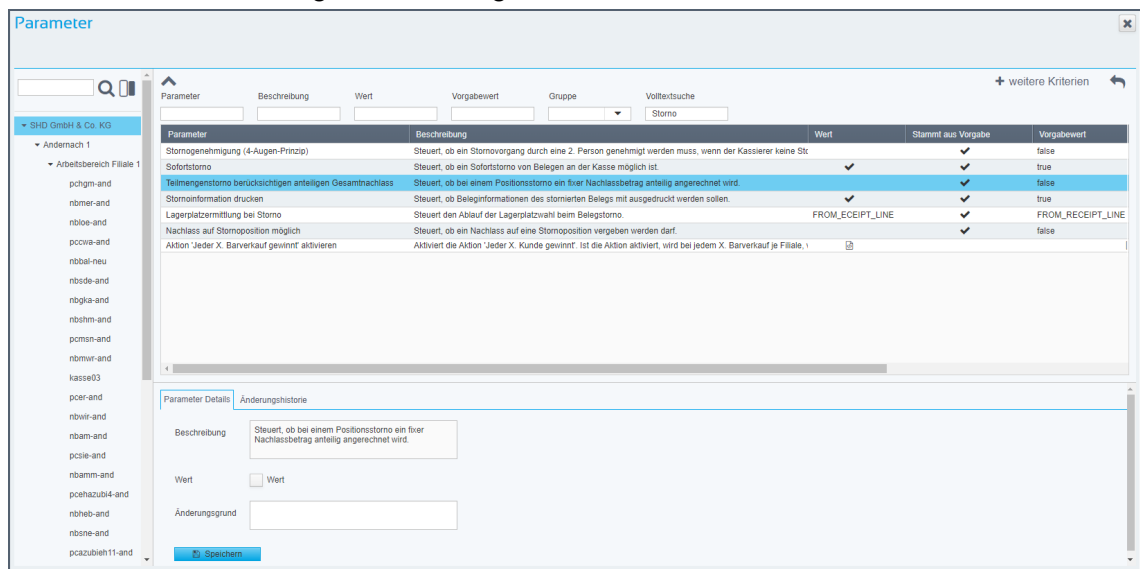 Parameter
+ weitere Kriterien
Parameter Beschreibung Wert Vorgabewert Gruppe Volltextsuche
Storno
SHD GmbH & Co. KG
Andernach 1
Arbeitsbereich Filiale 1
pchgm-and
nbmer-and
nbloe-and
pccwa-and
nbbal-neu
nbsde-and
nbgka-and
nbshm-and
pcmsn-and
nbmwr-and
kasse03
pcer-and
nbwir-and
nbam-and
pcsie-and
nbamm-and
pcehazubi4-and
nbheb-and
nbsne-and
pcazubieh11-and
Parameter Beschreibung Wert Stammt aus Vorgabe Vorgabewert
Stornogenehmigung (4-Augen-Prinzip) Steuert, ob ein Stornovorgang durch eine 2. Person genehmigt werden muss, wenn der Kassierer keine Sto false
Sofortstorno Steuert, ob ein Sofortstorno von Belegen an der Kasse möglich ist. true
Teilmengenstorno berücksichtigen anteiligen Gesamtnachlass Steuert, ob bei einem Positionsstorno ein fixer Nachlassbetrag anteilig angerechnet wird. false
Stornoinformation drucken Steuert, ob Beleginformationen des stornierten Belegs mit ausgedruckt werden sollen. true
Lagerplatzermittlung bei Storno Steuert den Ablauf der Lagerplatzwahl beim Belegstorno. FROM_ECEIPT_LINE FROM_RECEIPT_LINE
Nachlass auf Stornoposition möglich Steuert, ob ein Nachlass auf eine Stornoposition vergeben werden darf. false
Aktion 'Jeder X. Barverkauf gewinnt' aktivieren Aktiviert die Aktion 'Jeder X. Kunde gewinnt'. Ist die Aktion aktiviert, wird bei jedem X. Barverkauf je Filiale,
Parameter Details Änderungshistorie
Beschreibung Steuert, ob bei einem Positionsstorno ein fixer
Nachlassbetrag anteilig angerechnet wird.
Wert Wert
Änderungsgrund
Speichern